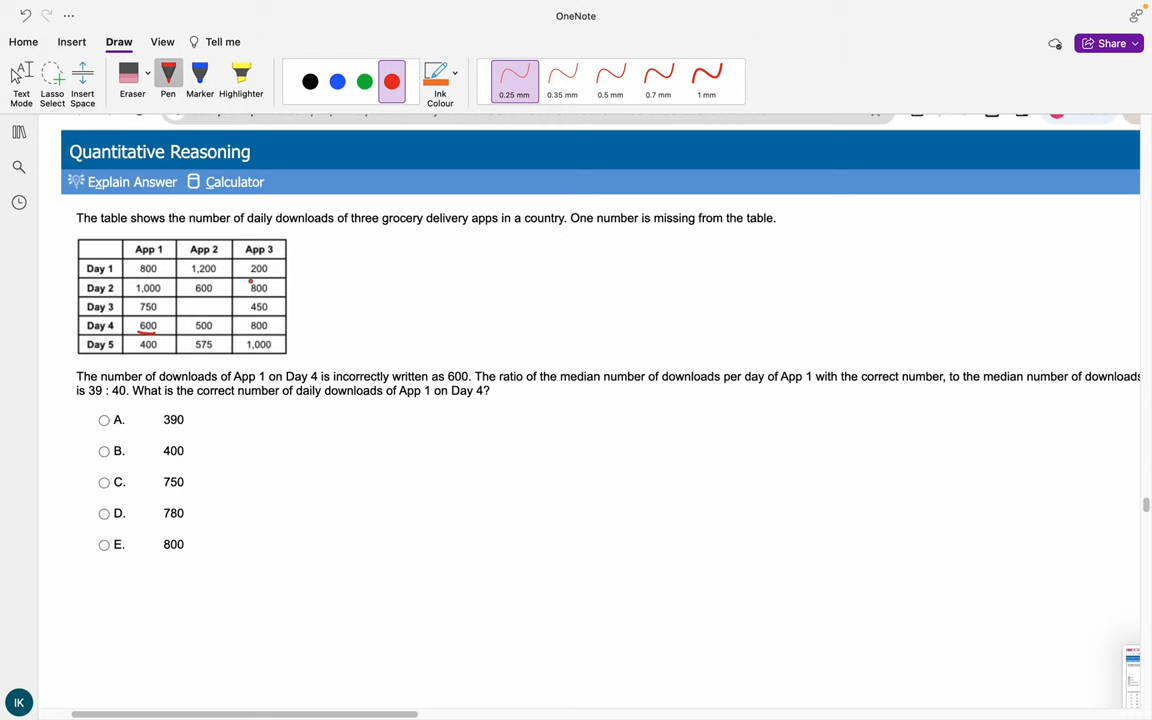 OneNote
Home Insert Draw View Tell me
Share
Text Mode
Lasso Select
Insert Space
Eraser
Pen
Marker
Highlighter
Ink Colour
0.25 mm
0.35 mm
0.5 mm
0.7 mm
1 mm
Quantitative Reasoning
Explain Answer Calculator
The table shows the number of daily downloads of three grocery delivery apps in a country. One number is missing from the table.
App 1 App 2 App 3
Day 1 800 1,200 200
Day 2 1,000 600 800
Day 3 750 450
Day 4 600 500 800
Day 5 400 575 1,000
The number of downloads of App 1 on Day 4 is incorrectly written as 600. The ratio of the median number of downloads per day of App 1 with the correct number, to the median number of downloads
is 39 : 40. What is the correct number of daily downloads of App 1 on Day 4?
A. 390
B. 400
C. 750
D. 780
E. 800
IK